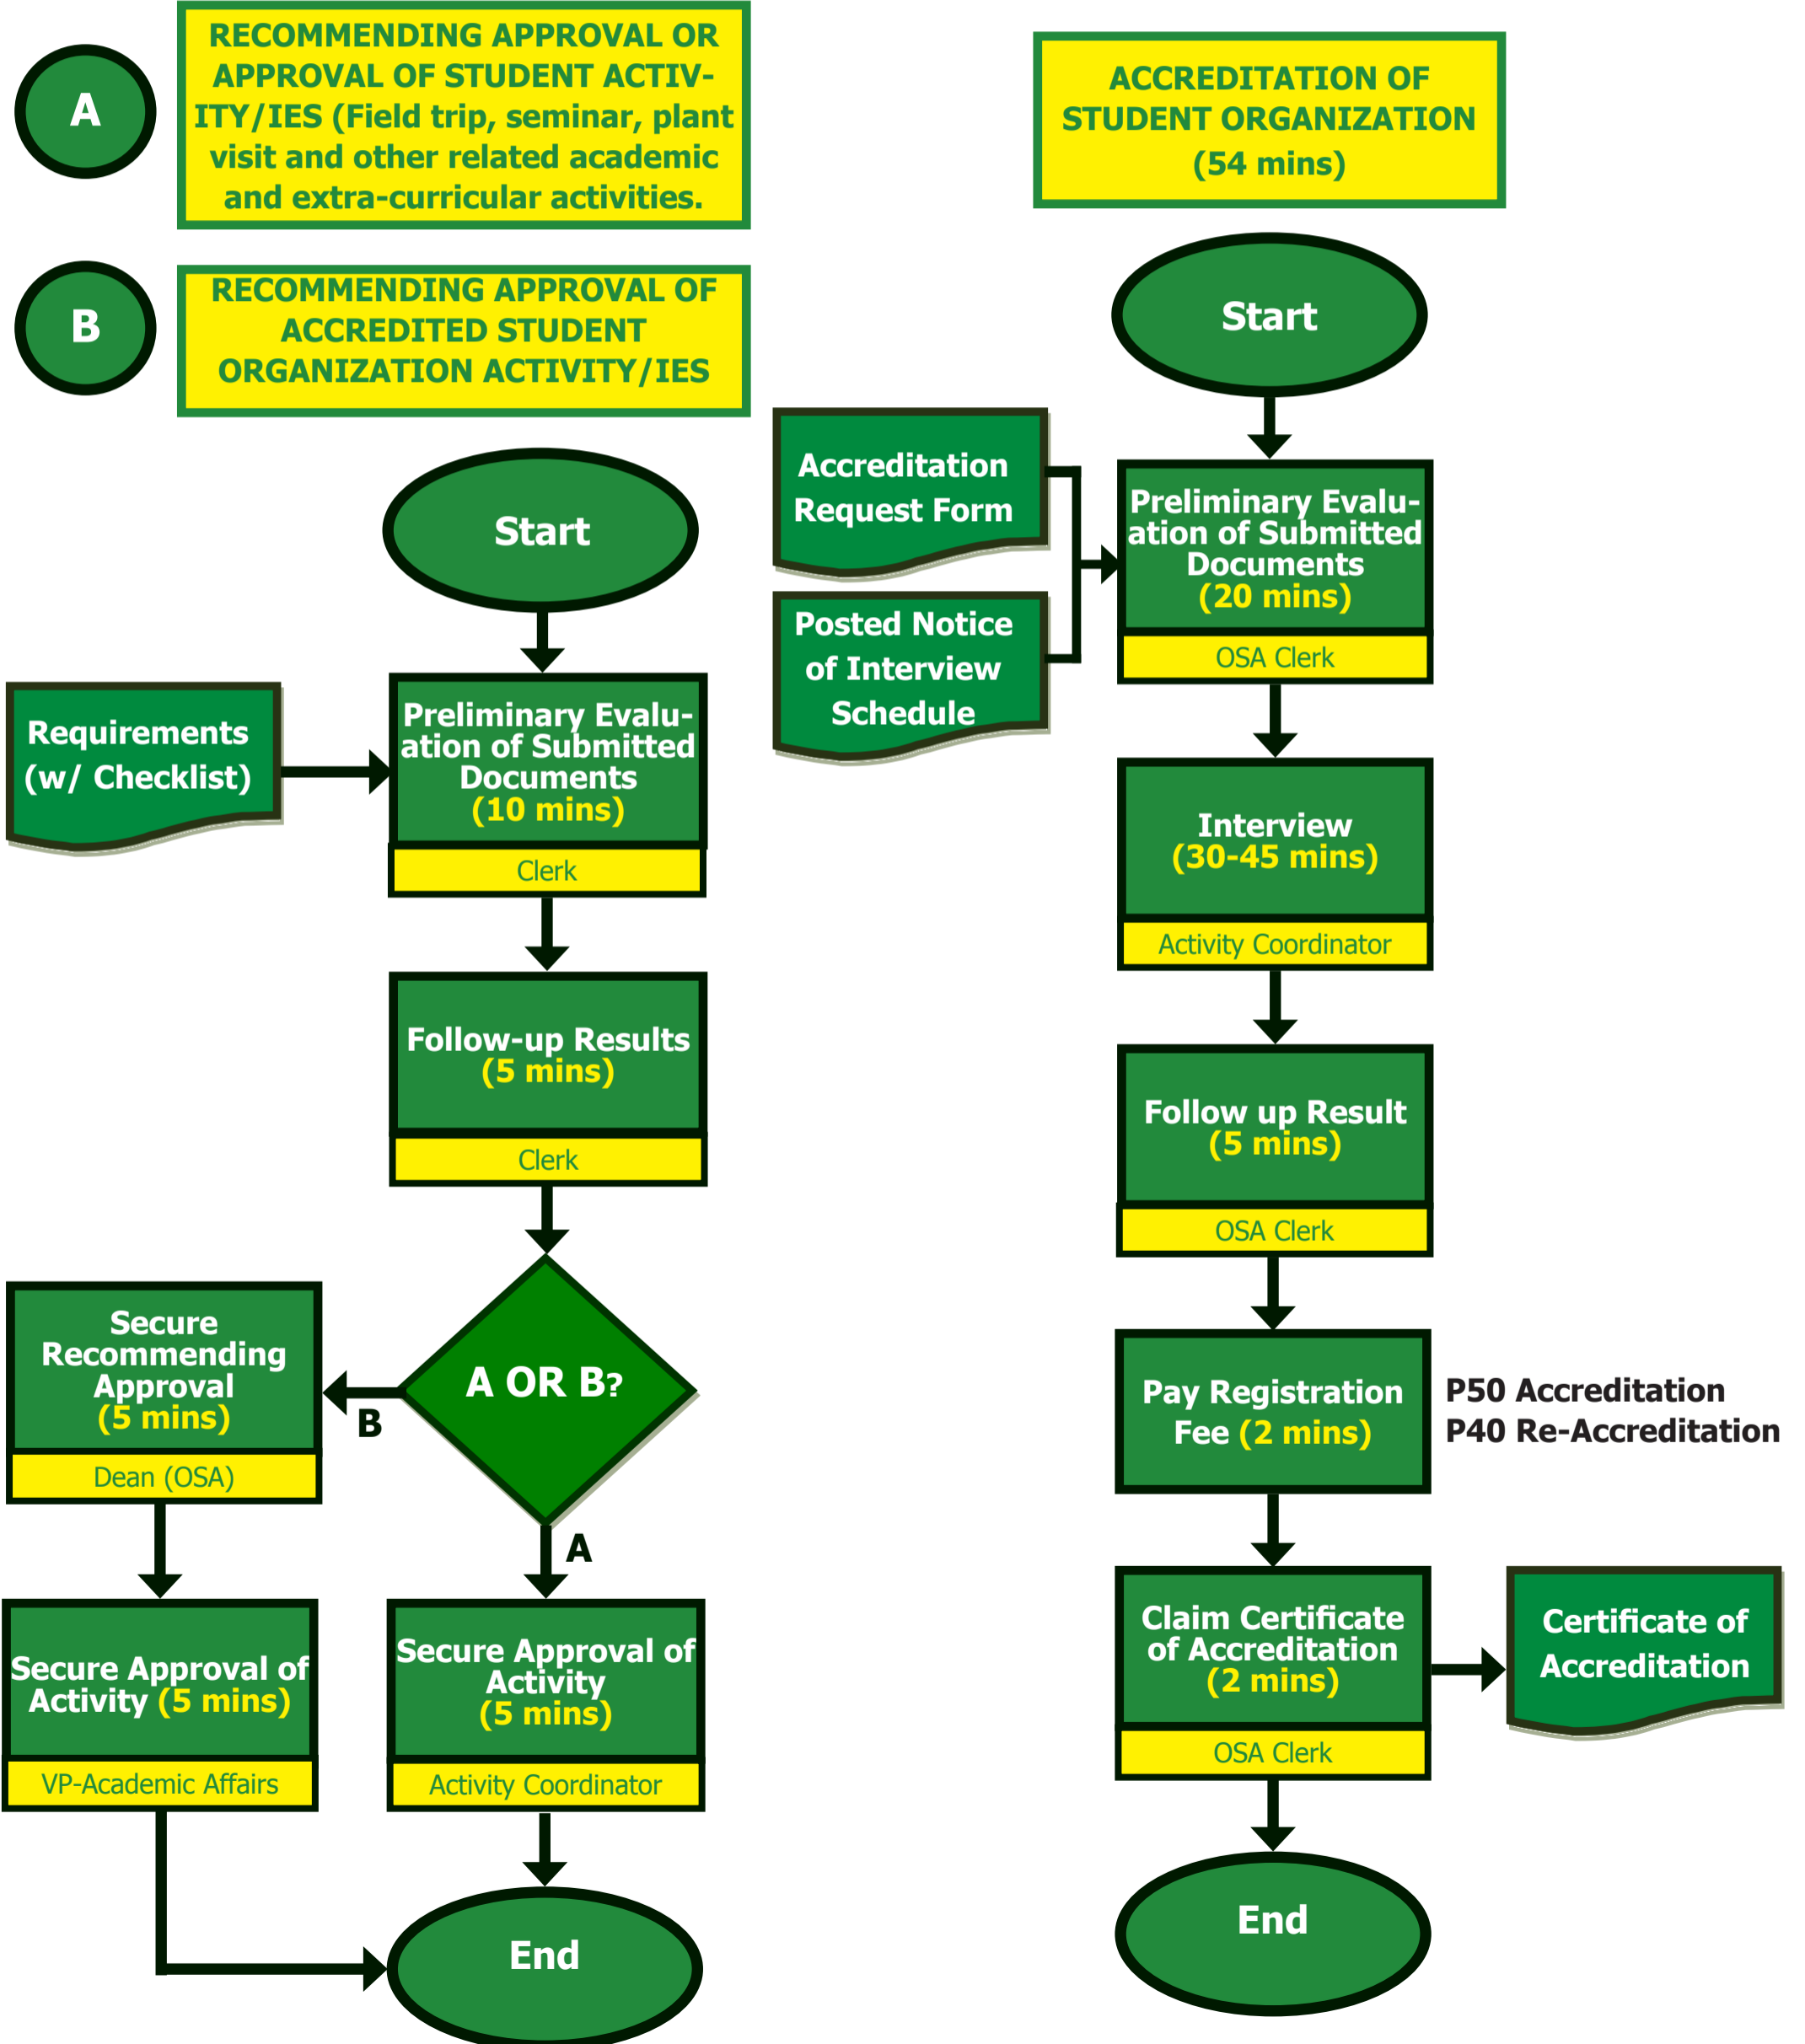 A
RECOMMENDING APPROVAL OR
APPROVAL OF STUDENT ACTIV-
ITY/IES (Field trip, seminar, plant
visit and other related academic
and extra-curricular activities.
B
RECOMMENDING APPROVAL OF
ACCREDITED STUDENT
ORGANIZATION ACTIVITY/IES
Start
Requirements
(w/ Checklist)
Preliminary Evalu-
ation of Submitted
Documents
(10 mins)
Clerk
Follow-up Results
(5 mins)
Clerk
A OR B?
B
A
Secure
Recommending
Approval
(5 mins)
Dean (OSA)
Secure Approval of
Activity (5 mins)
VP-Academic Affairs
Secure Approval of
Activity
(5 mins)
Activity Coordinator
End
ACCREDITATION OF
STUDENT ORGANIZATION
(54 mins)
Start
Accreditation
Request Form
Posted Notice
of Interview
Schedule
Preliminary Evalu-
ation of Submitted
Documents
(20 mins)
OSA Clerk
Interview
(30-45 mins)
Activity Coordinator
Follow up Result
(5 mins)
OSA Clerk
Pay Registration
Fee (2 mins)
P50 Accreditation
P40 Re-Accreditation
Claim Certificate
of Accreditation
(2 mins)
OSA Clerk
Certificate of
Accreditation
End